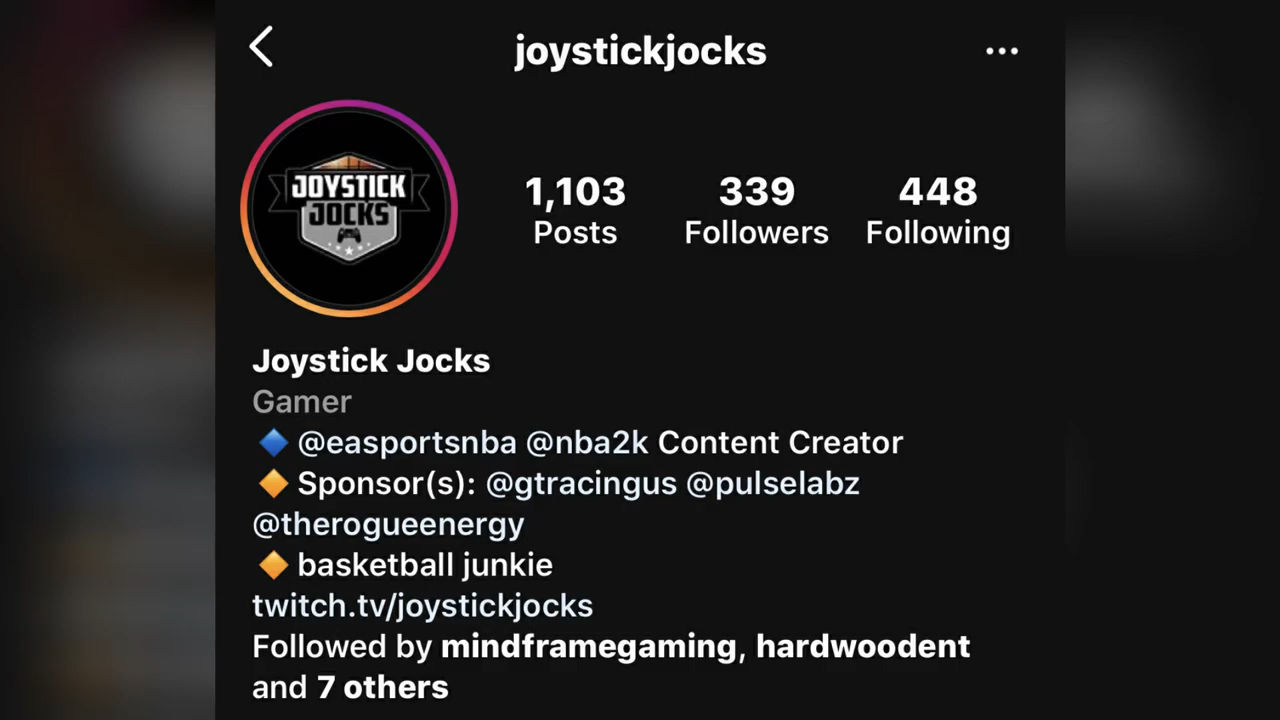 joystickjocks
JOYSTICK
JOCKS
1,103 339 448
Posts Followers Following
Joystick Jocks
Gamer
🔷 @easportsnba @nba2k Content Creator
🔶 Sponsor(s): @gtracingus @pulselabz
@therogueenergy
🔶 basketball junkie
twitch.tv/joystickjocks
Followed by mindframegaming, hardwoodent
and 7 others